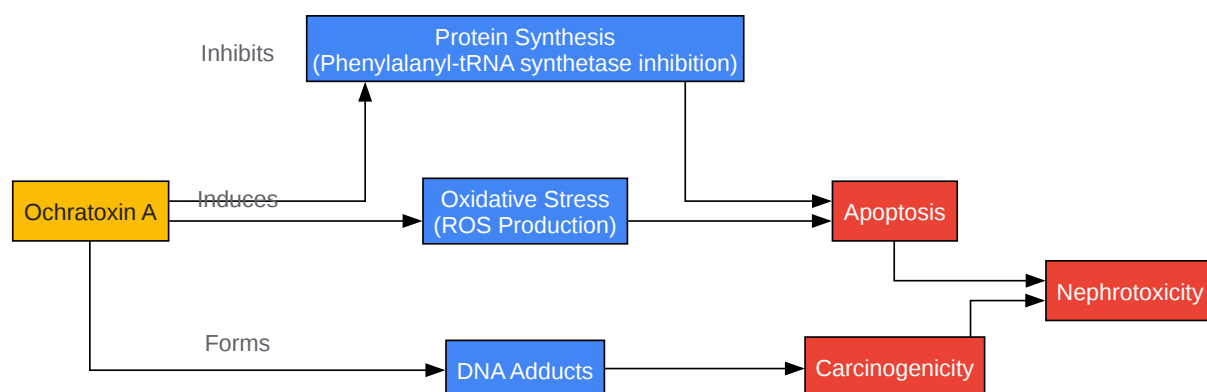 Inhibits
Protein Synthesis
(Phenylalanyl-tRNA synthetase inhibition)
Ochratoxin A
Induces
Oxidative Stress
(ROS Production)
Apoptosis
Nephrotoxicity
Forms
DNA Adducts
Carcinogenicity